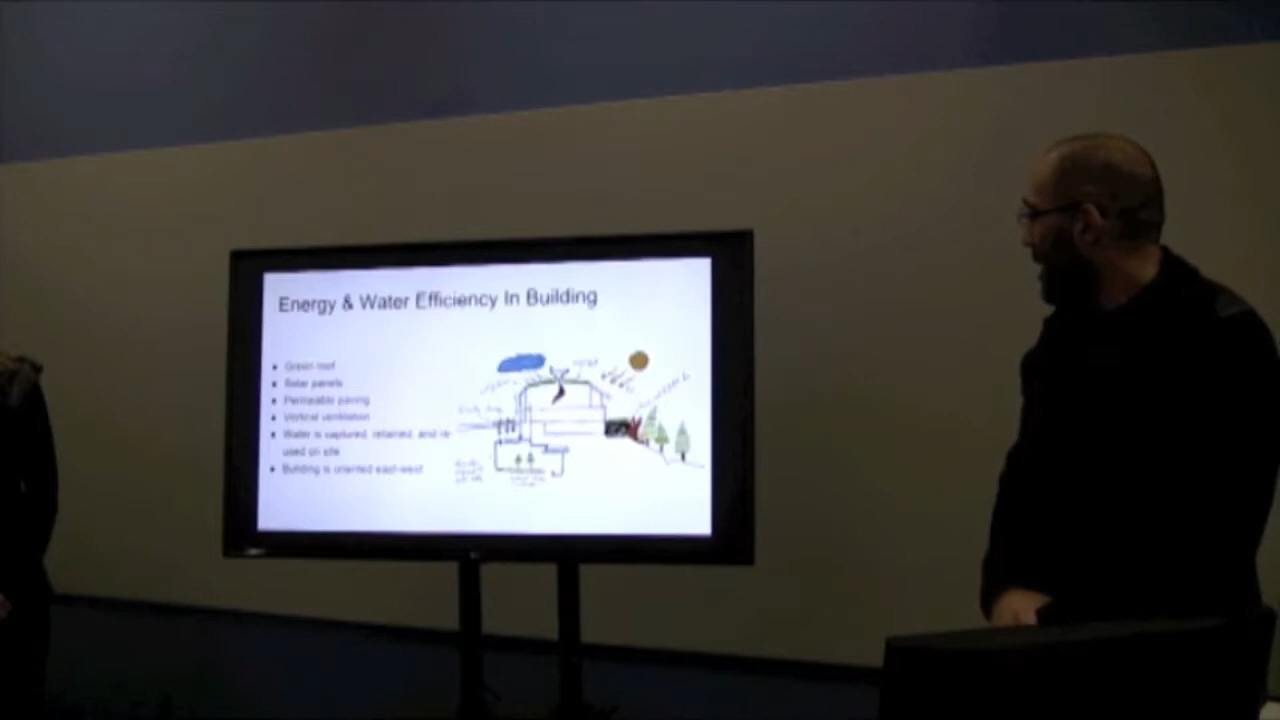 Energy & Water Efficiency In Building
Green roof
Solar panels
Permeable paving
Vertical ventilation
Water is captured, retained, and re-
used on site
Building is oriented east-west